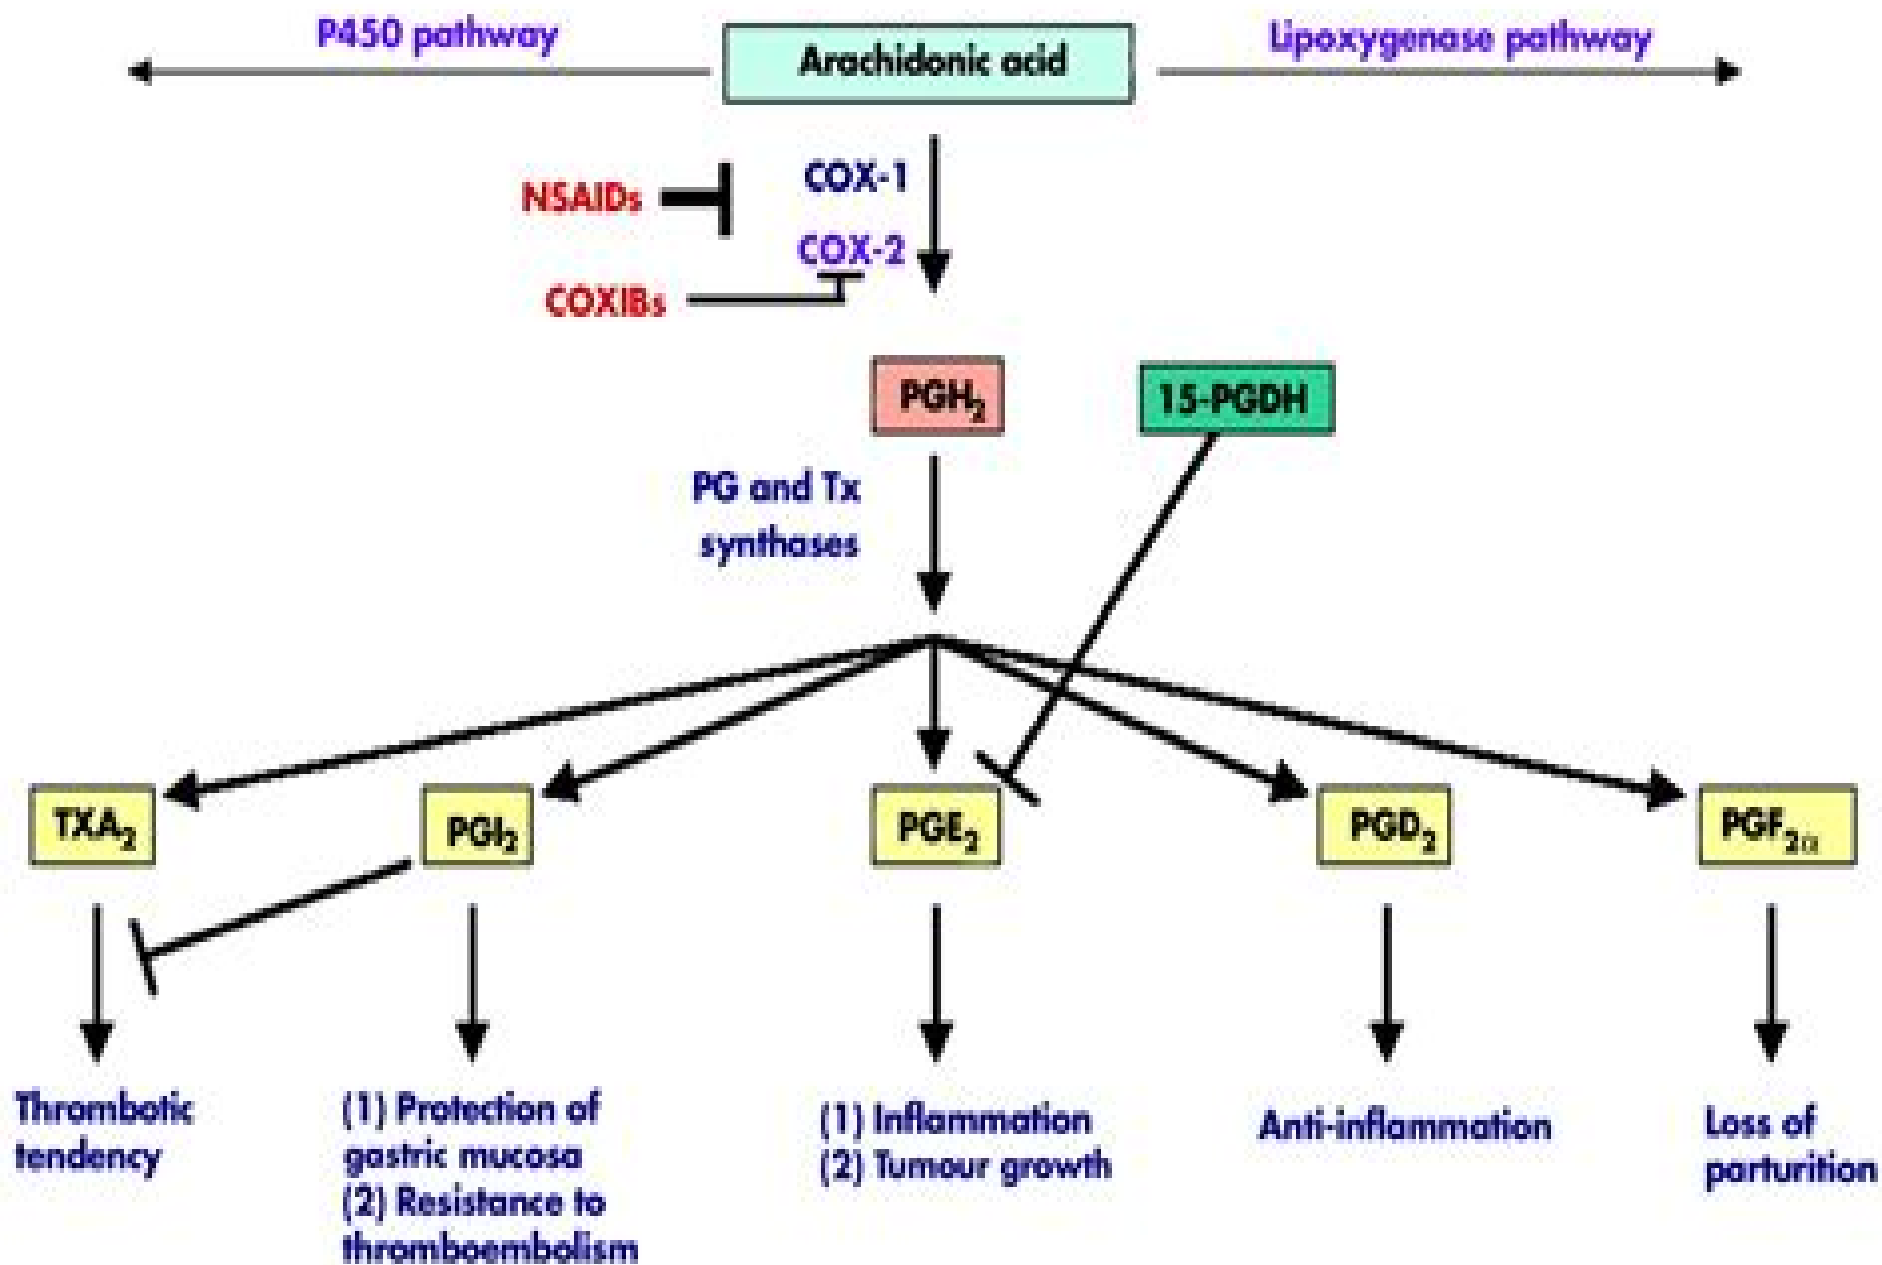 P450 pathway
Arachidonic acid
Lipoxygenase pathway
NSAIDs
COX-1
COX-2
COXIBs
PGH₂
15-PGDH
PG and Tx
synthases
TXA₂
PGI₂
PGE₂
PGD₂
PGF₂α
Thrombotic
tendency
(1) Protection of
gastric mucosa
(2) Resistance to
thromboembolism
(1) Inflammation
(2) Tumour growth
Anti-inflammation
Loss of
parturition